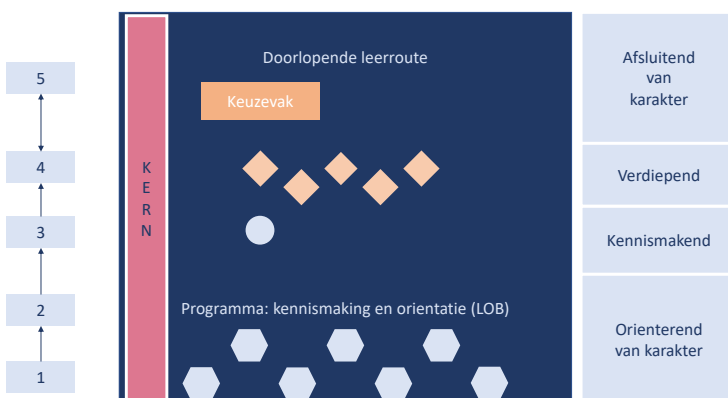 5
4
3
2
1
K
E
R
N
Doorlopende leerroute
Keuzevak
Programma: kennismaking en orientatie (LOB)
Afsluitend
van
karakter
Verdiepend
Kennismakend
Orienterend
van karakter